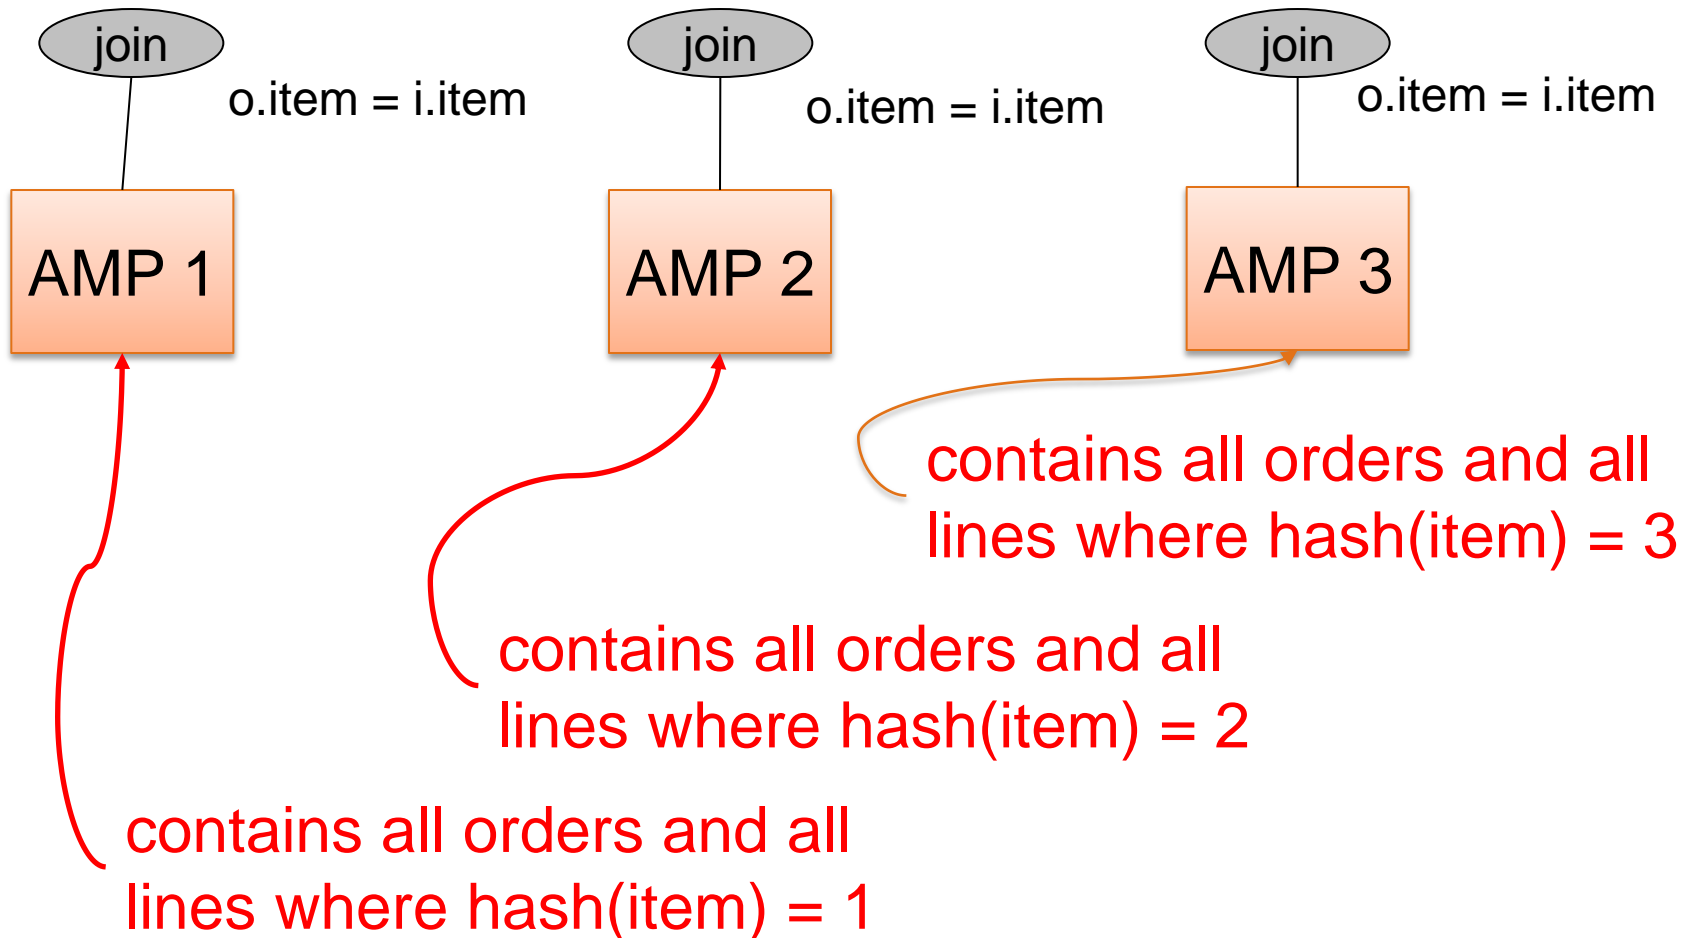 join
join
join
o.item = i.item
o.item = i.item
o.item = i.item
AMP 1
AMP 2
AMP 3
contains all orders and all
lines where hash(item) = 3
contains all orders and all
lines where hash(item) = 2
contains all orders and all
lines where hash(item) = 1